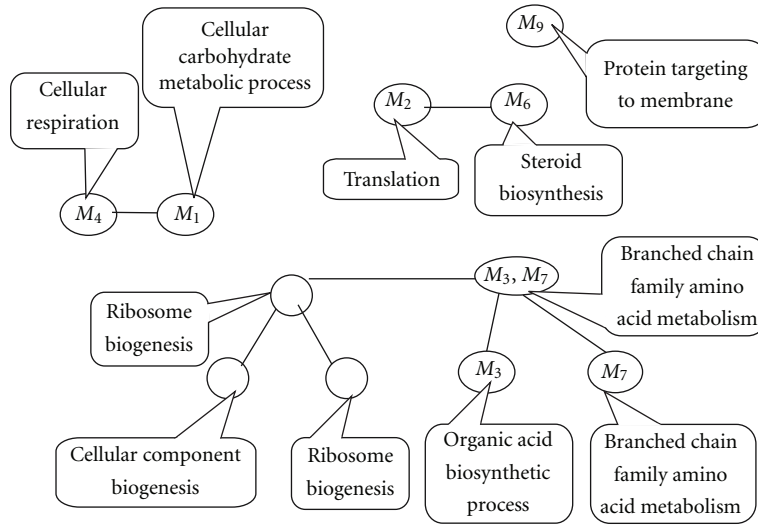 Cellular
carbohydrate
metabolic process
M9
Protein targeting
to membrane
Cellular
respiration
M2
M6
Translation
Steroid
biosynthesis
M4
M1
M3, M7
Branched chain
family amino
acid metabolism
Ribosome
biogenesis
M3
M7
Cellular component
biogenesis
Ribosome
biogenesis
Organic acid
biosynthetic
process
Branched chain
family amino
acid metabolism